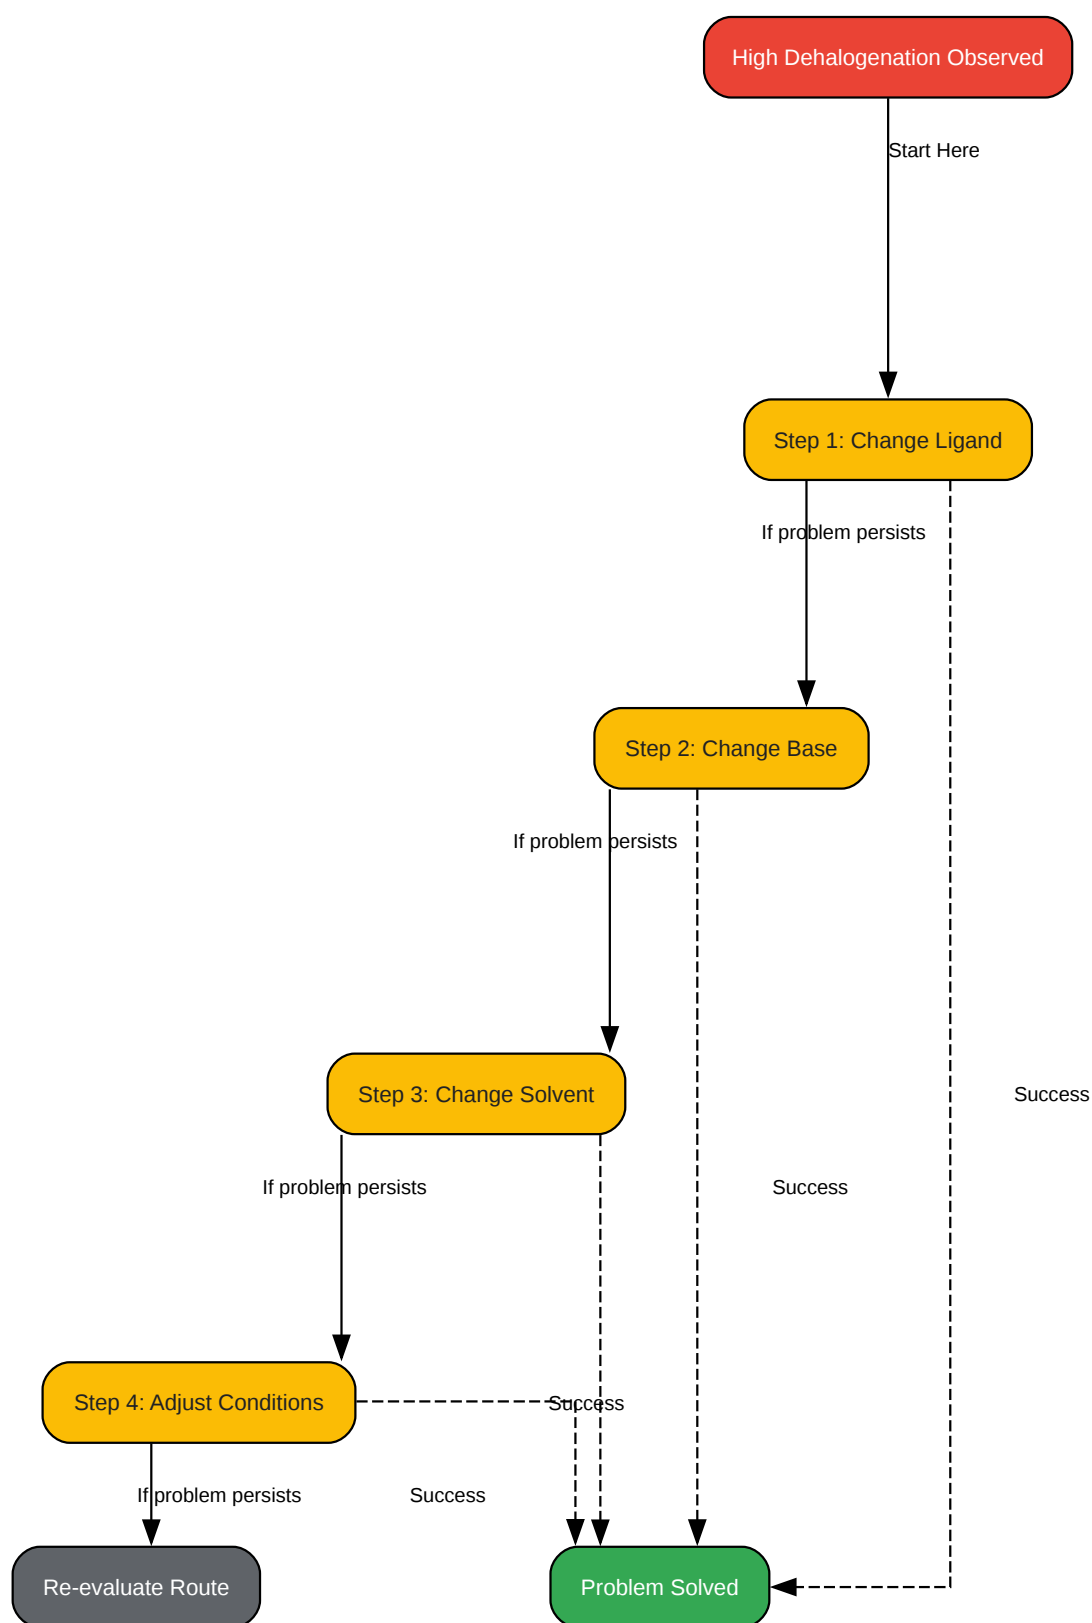 High Dehalogenation Observed
Start Here
Step 1: Change Ligand
If problem persists
Step 2: Change Base
If problem persists
Step 3: Change Solvent
Success
If problem persists
Success
Step 4: Adjust Conditions
Success
If problem persists
Success
Re-evaluate Route
Problem Solved